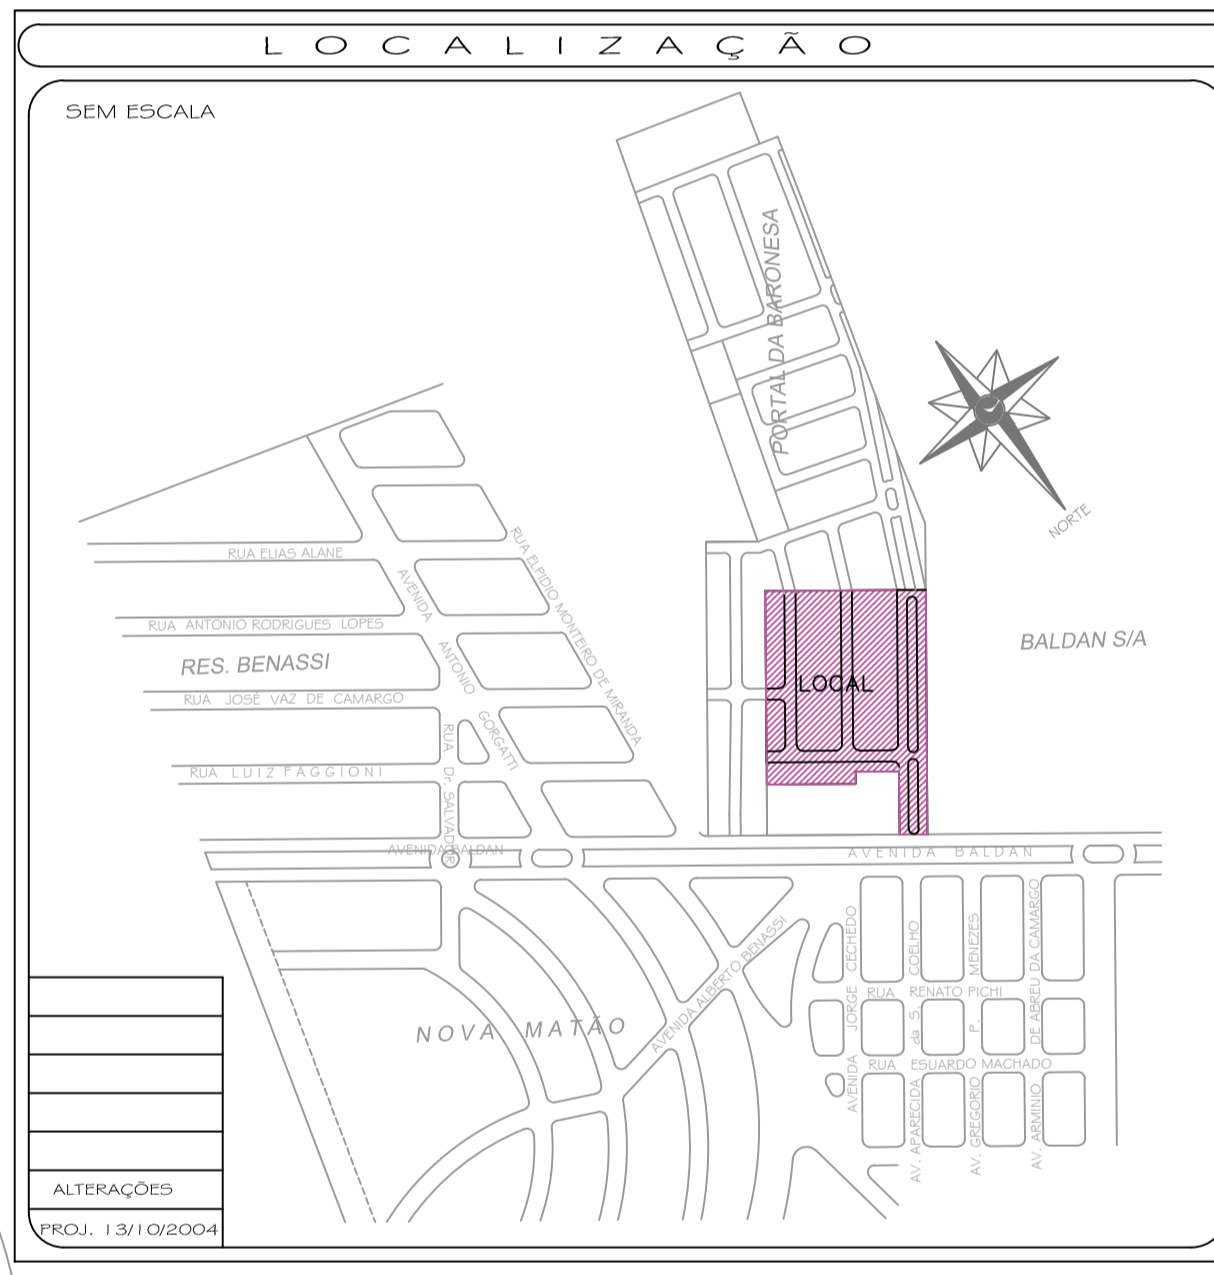 LOCALIZAÇÃO
SEM ESCALA
PORTAL DA BARONESA
NORTE
BALDAN S/A
LOCAL
RUA ELIAS ALANE
RUA ANTONIO RODRIGUES LOPES
RES. BENASSI
RUA JOSÉ VAZ DE CAMARGO
RUA LUIZ FAGGIONI
AVENIDA ANTONIO GORGATTI
RUA ELPIDIO MONTEIRO DE MIRANDA
RUA Dr. SALVADOR
AVENIDA BALDAN
AVENIDA BALDAN
NOVA MATÃO
AVENIDA ALBERTO BENASSI
AVENIDA JORGE CECHEDO
AV. APARECIDA da S. COELHO
AV. GREGORIO P. MENEZES
AV. ARMINIO DE ABREU DA CAMARGO
RUA RENATO PICHI
RUA ESUARDO MACHADO
ALTERAÇÕES
PROJ. 13/10/2004